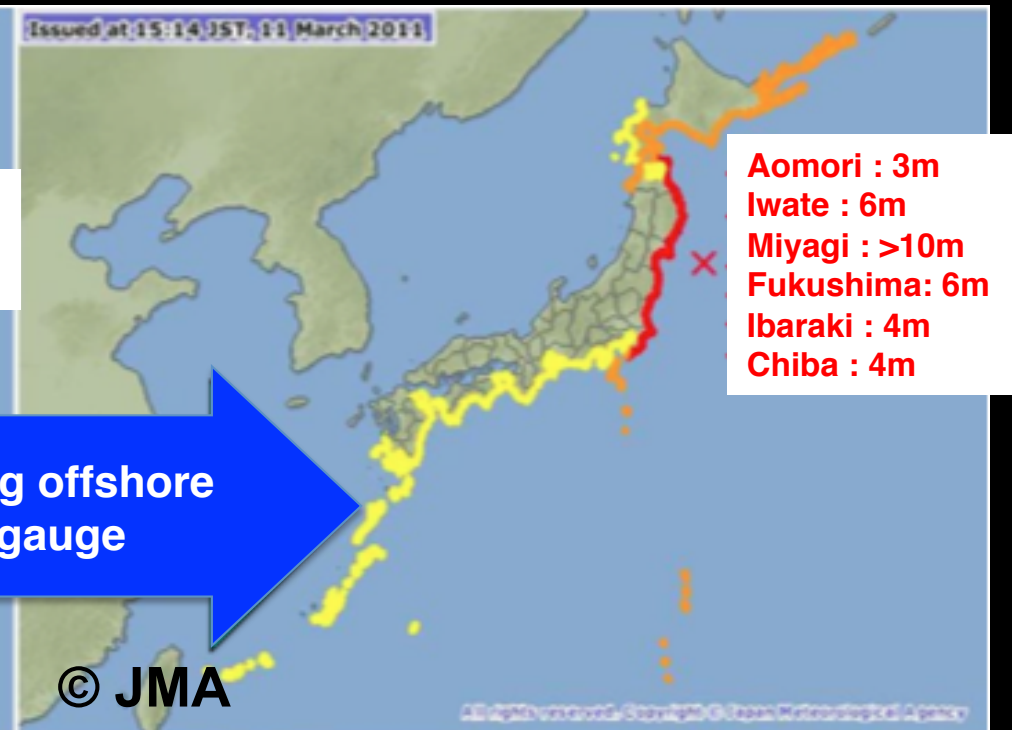 Issued at 15:14 JST, 11 March 2011
Aomori : 3m
Iwate : 6m
Miyagi : >10m
Fukushima: 6m
Ibaraki : 4m
Chiba : 4m
g offshore
gauge
© JMA
All rights reserved. Copyright © Japan Meteorological Agency